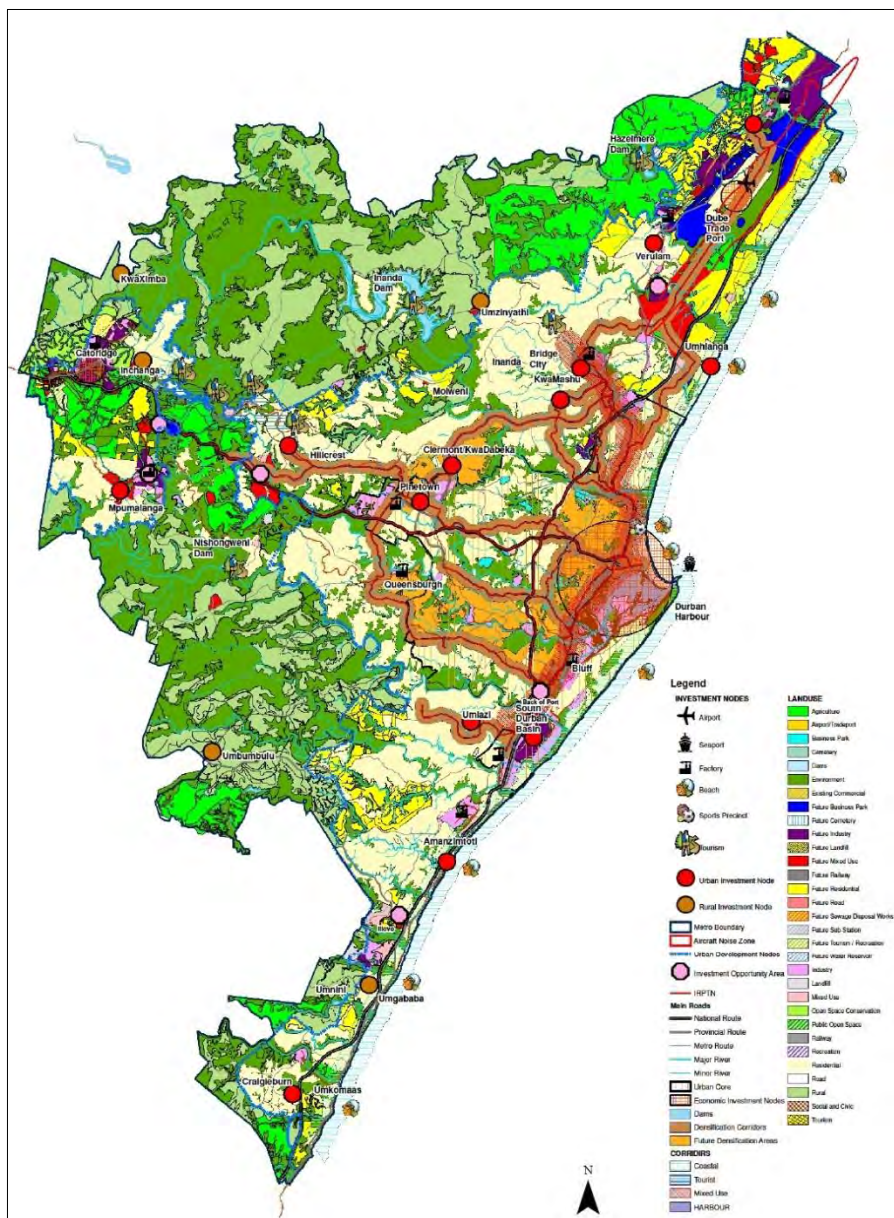 Hazelmere
Dam
Dube
Trade
Port
Verulam
KwaXimba
Inanda
Dam
Umzinyathi
Umhlanga
Catoridge
Inchanga
Inanda
Bridge
City
KwaMashu
Molweni
Hillcrest
Clermont/KwaDabeka
Pinetown
Mpumalanga
Ntshongweni
Dam
Queensburgh
Durban
Harbour
Bluff
Back of Port
South
Durban
Basin
Umlazi
Umbumbulu
Amanzimtoti
Illovo
Umnini
Umgababa
Craigieburn
Umkomaas
N
Legend
INVESTMENT NODES
Airport
Seaport
Factory
Beach
Sports Precinct
Tourism
Urban Investment Node
Rural Investment Node
Metro Boundary
Aircraft Noise Zone
Urban Development Nodes
Investment Opportunity Area
IRPTN
Main Roads
National Route
Provincial Route
Metro Route
Major River
Minor River
Urban Core
Economic Investment Nodes
Dams
Densification Corridors
Future Densification Areas
CORRIDIRS
Coastal
Tourist
Mixed Use
HARBOUR
LANDUSE
Agriculture
Airport/Tradeport
Business Park
Cemetery
Dams
Environment
Existing Commercial
Future Business Park
Future Cemetery
Future Industry
Future Landfill
Future Mixed Use
Future Railway
Future Residential
Future Road
Future Sewage Disposal Works
Future Sub Station
Future Tourism / Recreation
Future Water Reservoir
Industry
Landfill
Mixed Use
Open Space Conservation
Public Open Space
Railway
Recreation
Residential
Road
Rural
Social and Civic
Tourism